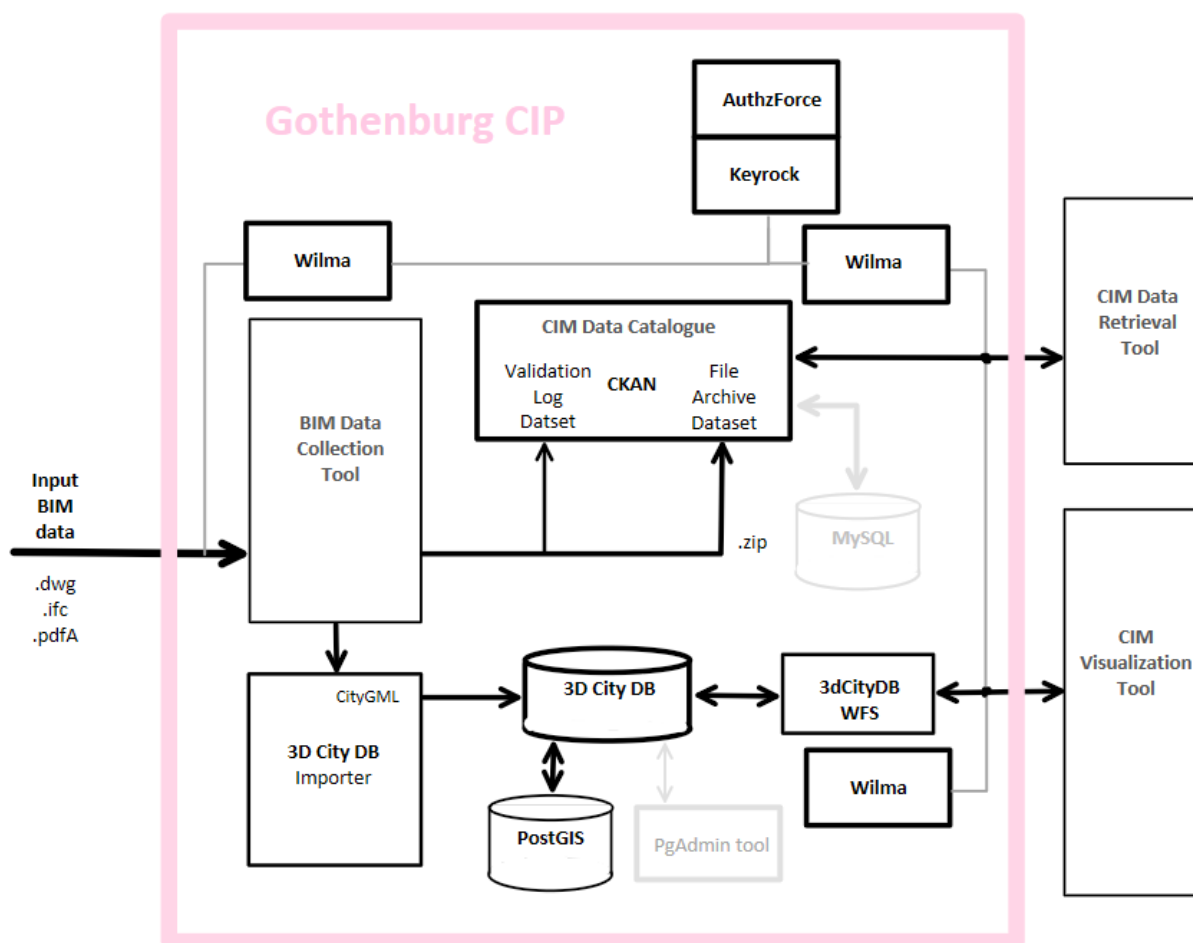 Gothenburg CIP
AuthzForce
Keyrock
Wilma
Wilma
CIM Data
Retrieval
Tool
CIM Data Catalogue
Validation
Log
Datset
CKAN
File
Archive
Dataset
BIM Data
Collection
Tool
Input
BIM
data
.dwg
.ifc
.pdfA
.zip
MySQL
CIM
Visualization
Tool
CityGML
3D City DB
Importer
3D City DB
3dCityDB
WFS
Wilma
PostGIS
PgAdmin tool